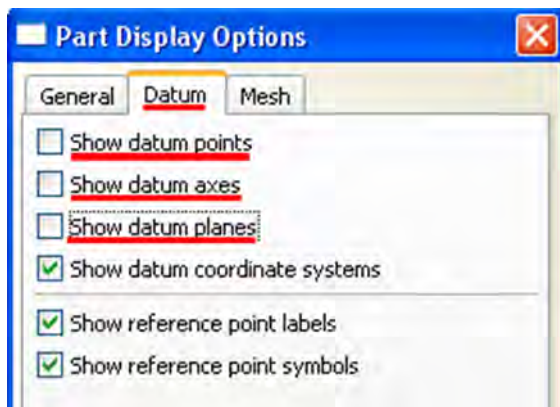 Part Display Options
General Datum Mesh
Show datum points
Show datum axes
Show datum planes
Show datum coordinate systems
Show reference point labels
Show reference point symbols